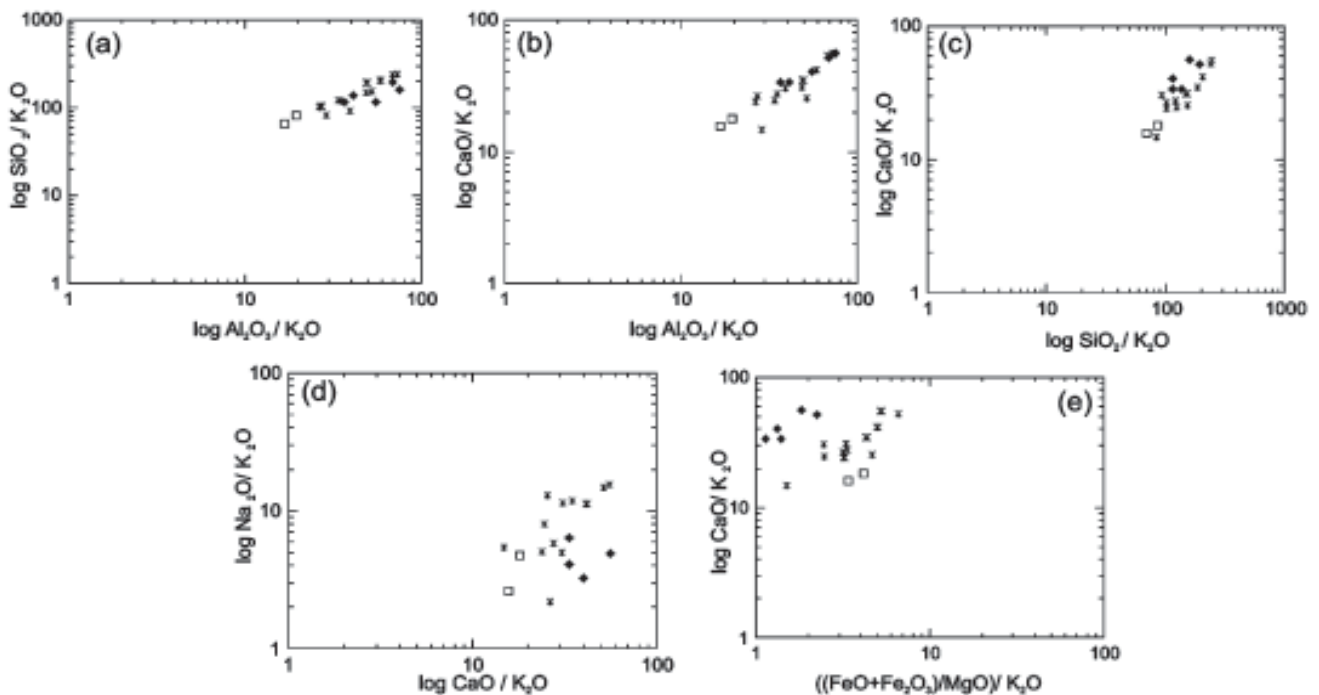 (a)
1000
100
10
1
1
10
100
log SiO₂/ K₂O
log Al₂O₃ / K₂O
(b)
100
10
1
1
10
100
log CaO/ K₂O
log Al₂O₃ / K₂O
(c)
100
10
1
1
10
100
1000
log CaO/ K₂O
log SiO₂ / K₂O
(d)
100
10
1
1
10
100
log Na₂O/ K₂O
log CaO / K₂O
(e)
100
10
1
1
10
100
log CaO/ K₂O
((FeO+Fe₂O₃)/MgO)/ K₂O